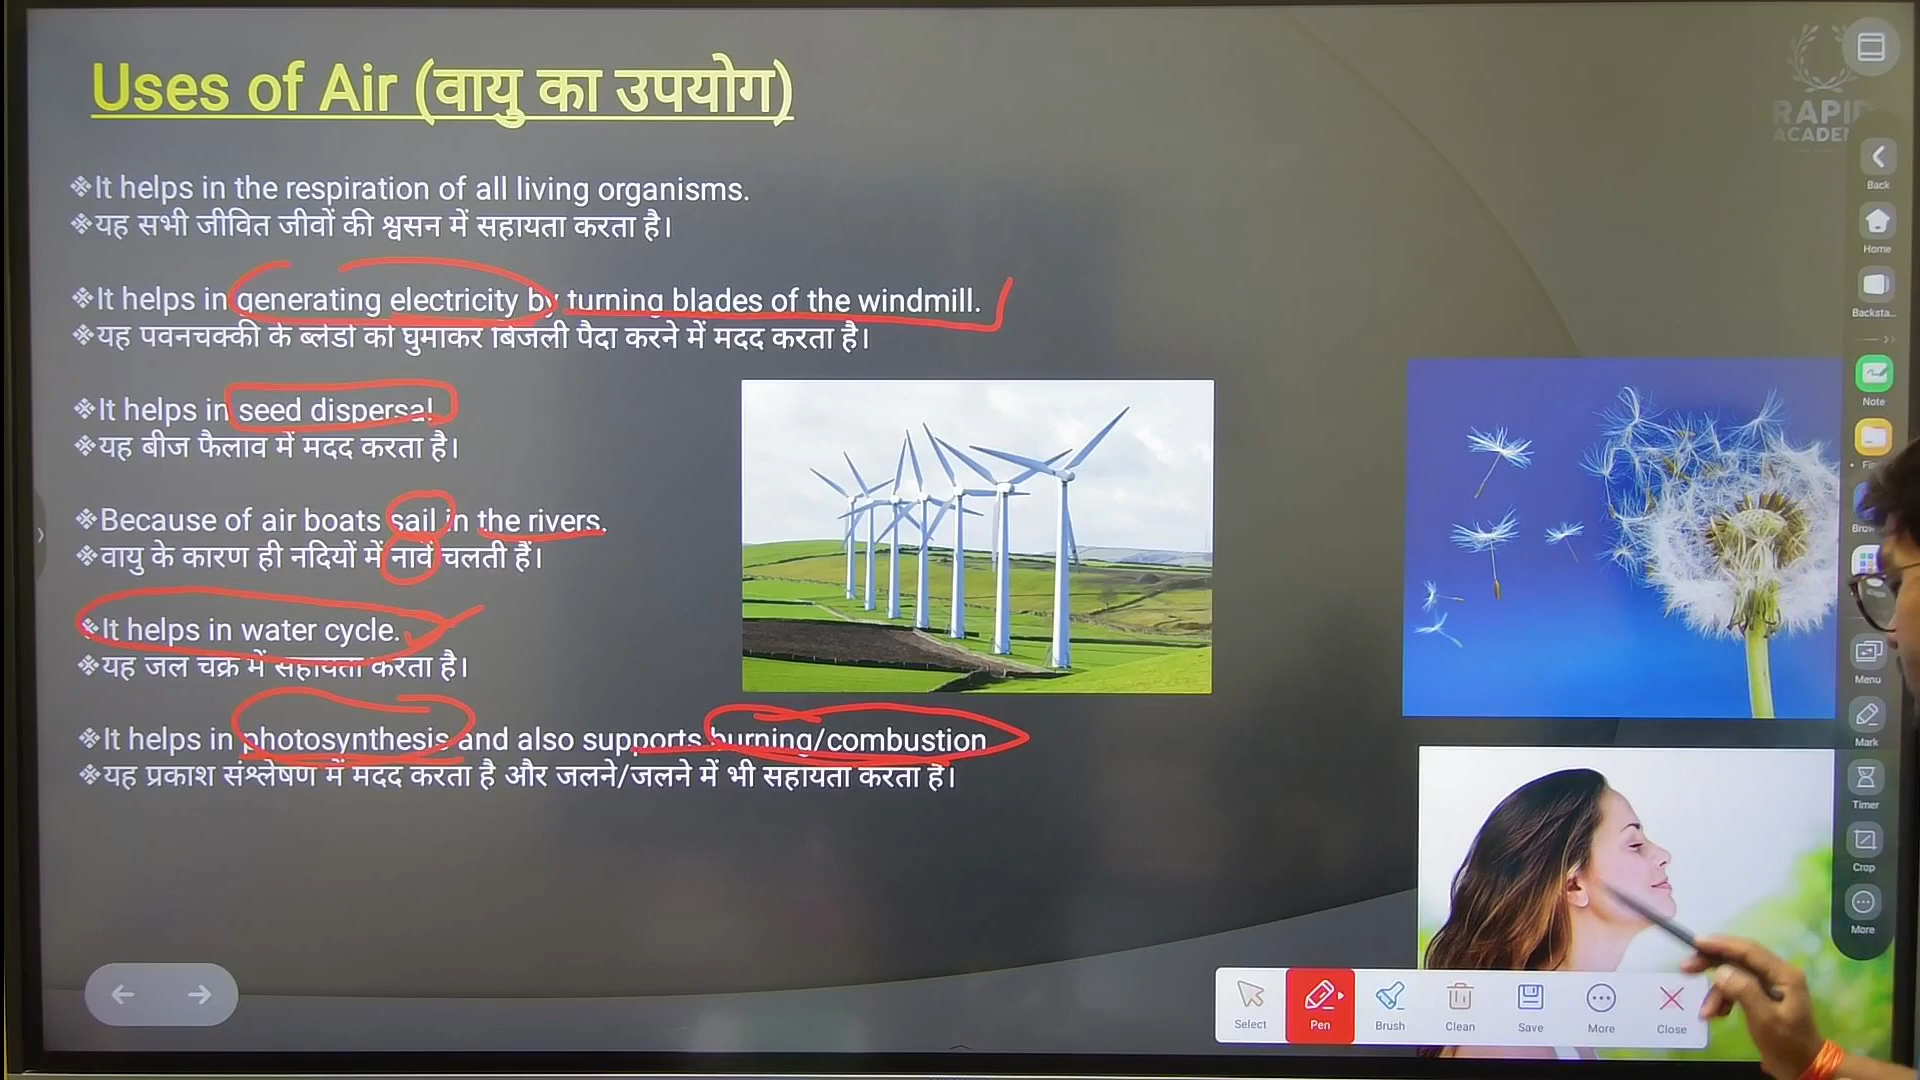 Uses of Air (वायु का उपयोग)
RAPID
ACADEM
❖It helps in the respiration of all living organisms.
❖यह सभी जीवित जीवों की श्वसन में सहायता करता है।
❖It helps in generating electricity by turning blades of the windmill.
❖यह पवनचक्की के ब्लेडों को घुमाकर बिजली पैदा करने में मदद करता है।
❖It helps in seed dispersal
❖यह बीज फैलाव में मदद करता है।
❖Because of air boats sail in the rivers.
❖वायु के कारण ही नदियों में नावें चलती हैं।
❖It helps in water cycle.
❖यह जल चक्र में सहायता करता है।
❖It helps in photosynthesis and also supports burning/combustion
❖यह प्रकाश संश्लेषण में मदद करता है और जलने/जलने में भी सहायता करता है।
Back
Home
Backsta...
Note
Menu
Mark
Timer
Crop
More
Select
Pen
Brush
Clean
Save
More
Close